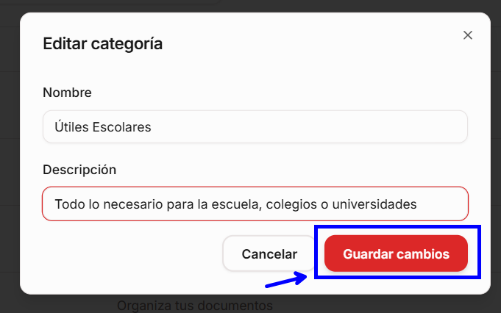 Editar categoría
Nombre
Útiles Escolares
Descripción
Todo lo necesario para la escuela, colegios o universidades
Cancelar
Guardar cambios
Organiza tus documentos